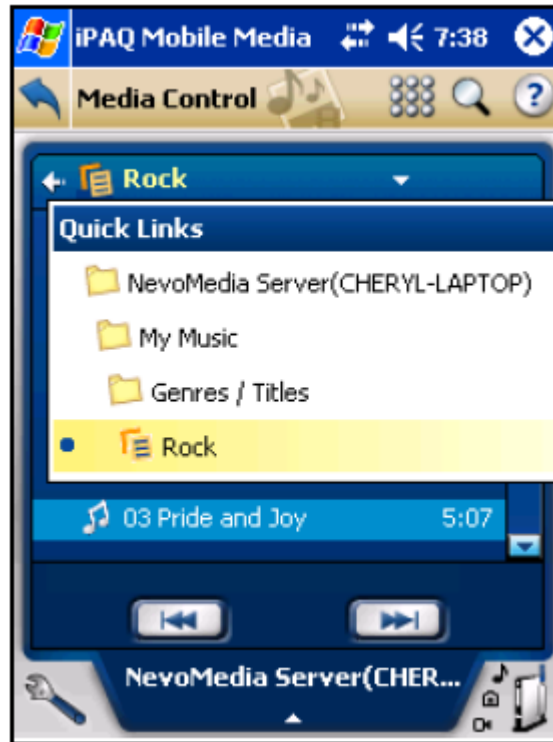 iPAQ Mobile Media 7:38
Media Control ?
Rock
Quick Links
NevoMedia Server(CHERYL-LAPTOP)
My Music
Genres / Titles
Rock
03 Pride and Joy 5:07
NevoMedia Server(CHER...